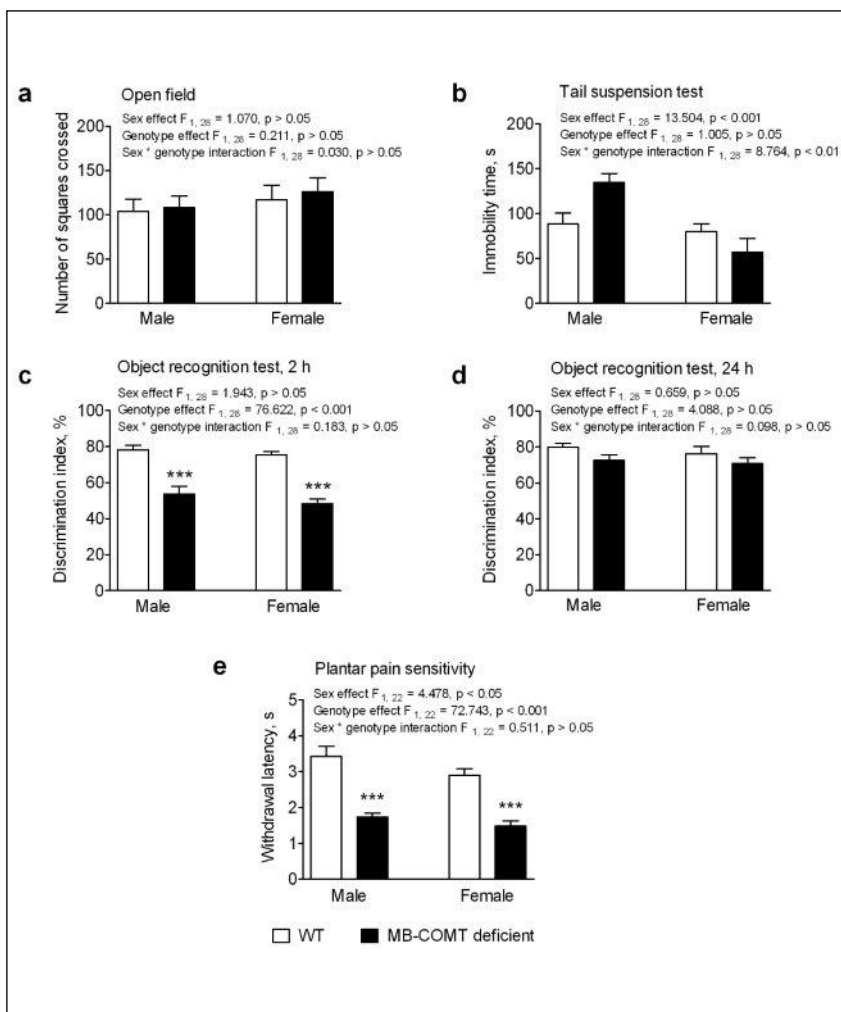 a
Open field
Sex effect F 1, 28 = 1.070, p > 0.05
Genotype effect F 1, 28 = 0.211, p > 0.05
Sex * genotype interaction F 1, 28 = 0.030, p > 0.05
Number of squares crossed
200
150
100
50
0
Male
Female
b
Tail suspension test
Sex effect F 1, 28 = 13.504, p < 0.001
Genotype effect F 1, 28 = 1.005, p > 0.05
Sex * genotype interaction F 1, 28 = 8.764, p < 0.01
Immobility time, s
200
150
100
50
0
Male
Female
c
Object recognition test, 2 h
Sex effect F 1, 28 = 1.943, p > 0.05
Genotype effect F 1, 28 = 76.622, p < 0.001
Sex * genotype interaction F 1, 28 = 0.183, p > 0.05
Discrimination index, %
100
80
60
40
20
0
***
***
Male
Female
d
Object recognition test, 24 h
Sex effect F 1, 28 = 0.659, p > 0.05
Genotype effect F 1, 28 = 4.088, p > 0.05
Sex * genotype interaction F 1, 28 = 0.098, p > 0.05
Discrimination index, %
100
80
60
40
20
0
Male
Female
e
Plantar pain sensitivity
Sex effect F 1, 22 = 4.478, p < 0.05
Genotype effect F 1, 22 = 72.743, p < 0.001
Sex * genotype interaction F 1, 22 = 0.511, p > 0.05
Withdrawal latency, s
5
4
3
2
1
0
***
***
Male
Female
WT
MB-COMT deficient